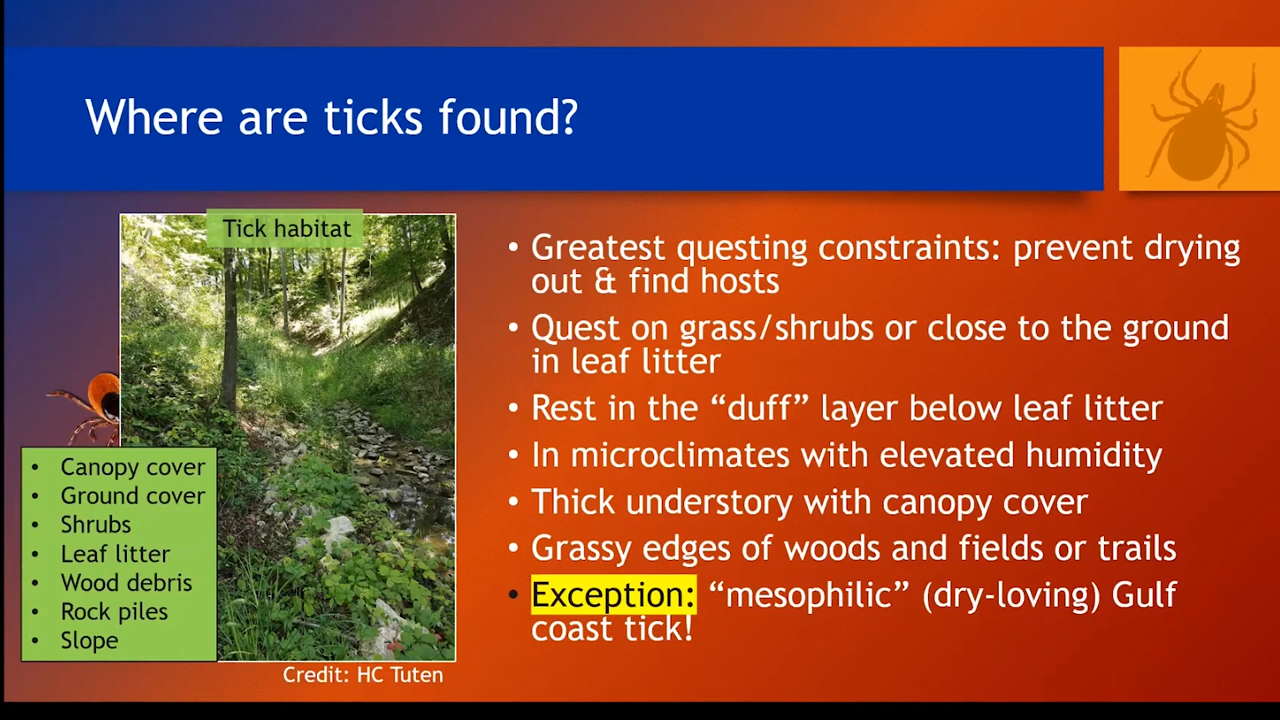 Where are ticks found?
Tick habitat
• Canopy cover
• Ground cover
• Shrubs
• Leaf litter
• Wood debris
• Rock piles
• Slope
Credit: HC Tuten
• Greatest questing constraints: prevent drying
out & find hosts
• Quest on grass/shrubs or close to the ground
in leaf litter
• Rest in the “duff” layer below leaf litter
• In microclimates with elevated humidity
• Thick understory with canopy cover
• Grassy edges of woods and fields or trails
• Exception: “mesophilic” (dry-loving) Gulf
coast tick!